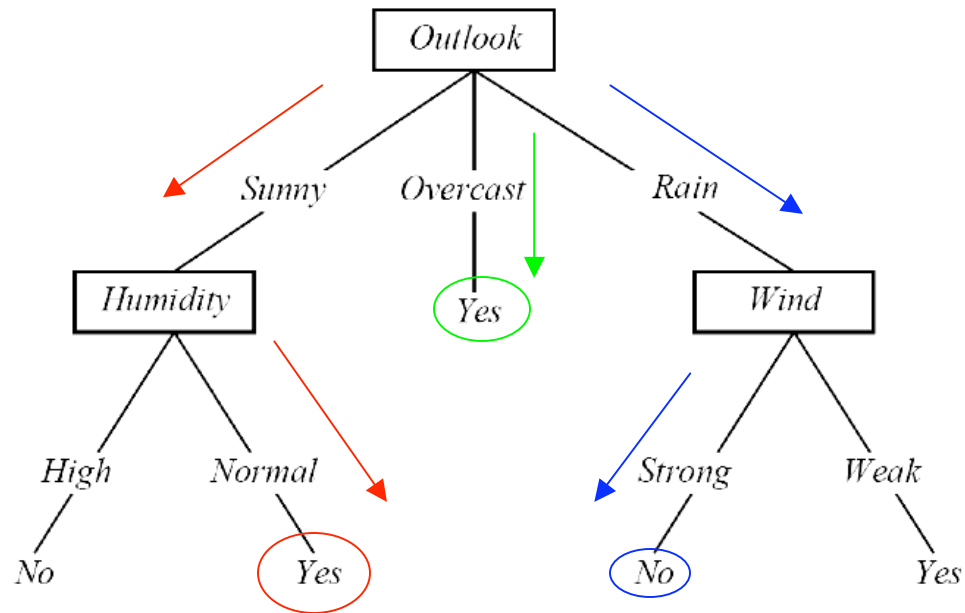 Outlook
Sunny Overcast Rain
Humidity Yes Wind
High Normal Strong Weak
No Yes No Yes